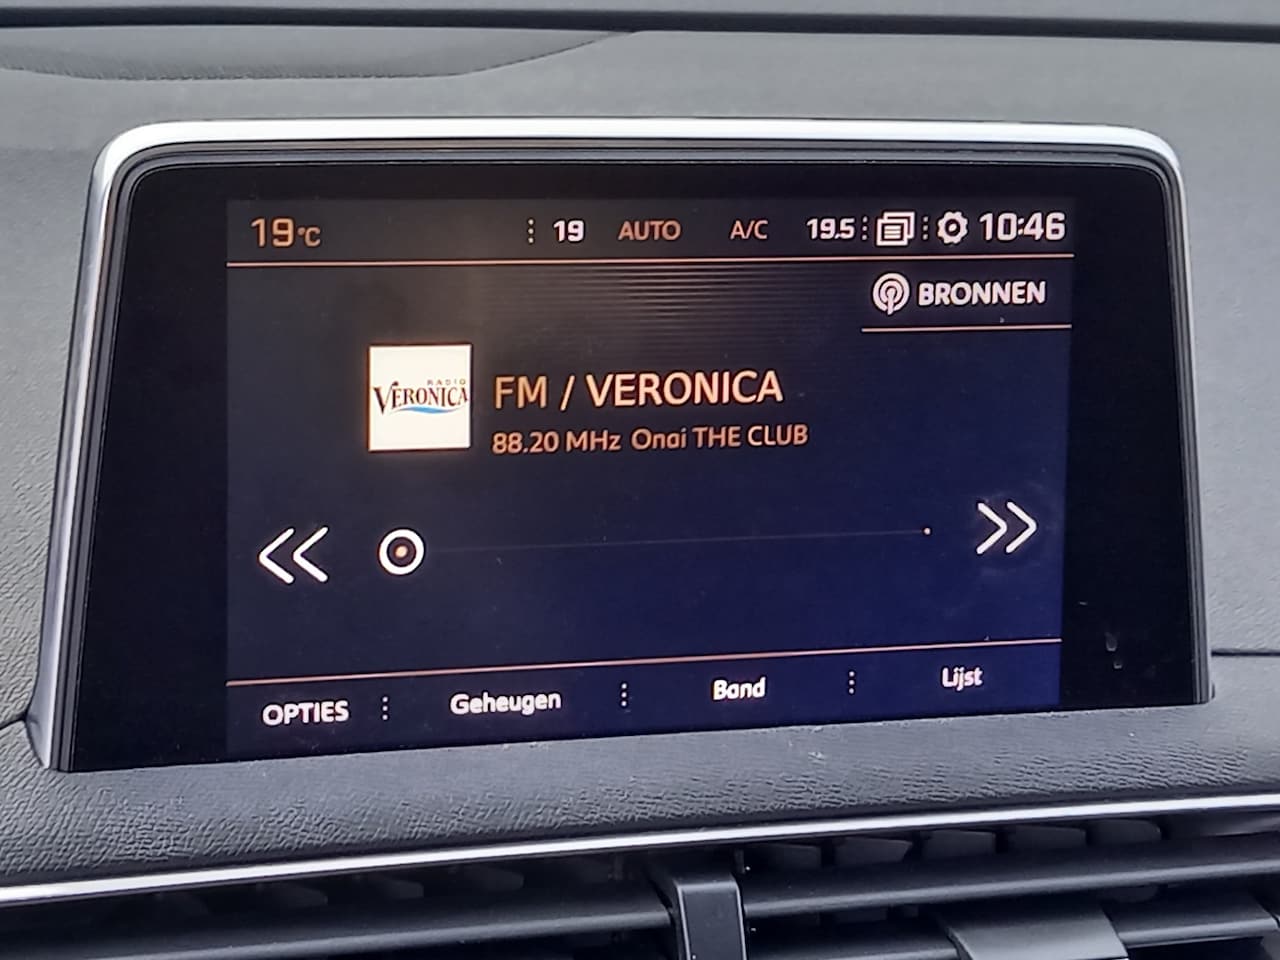 19°C 19 AUTO A/C 19.5 10:46
BRONNEN
RADIO
VERONICA
FM / VERONICA
88.20 MHz Onai THE CLUB
OPTIES Geheugen Band Lijst